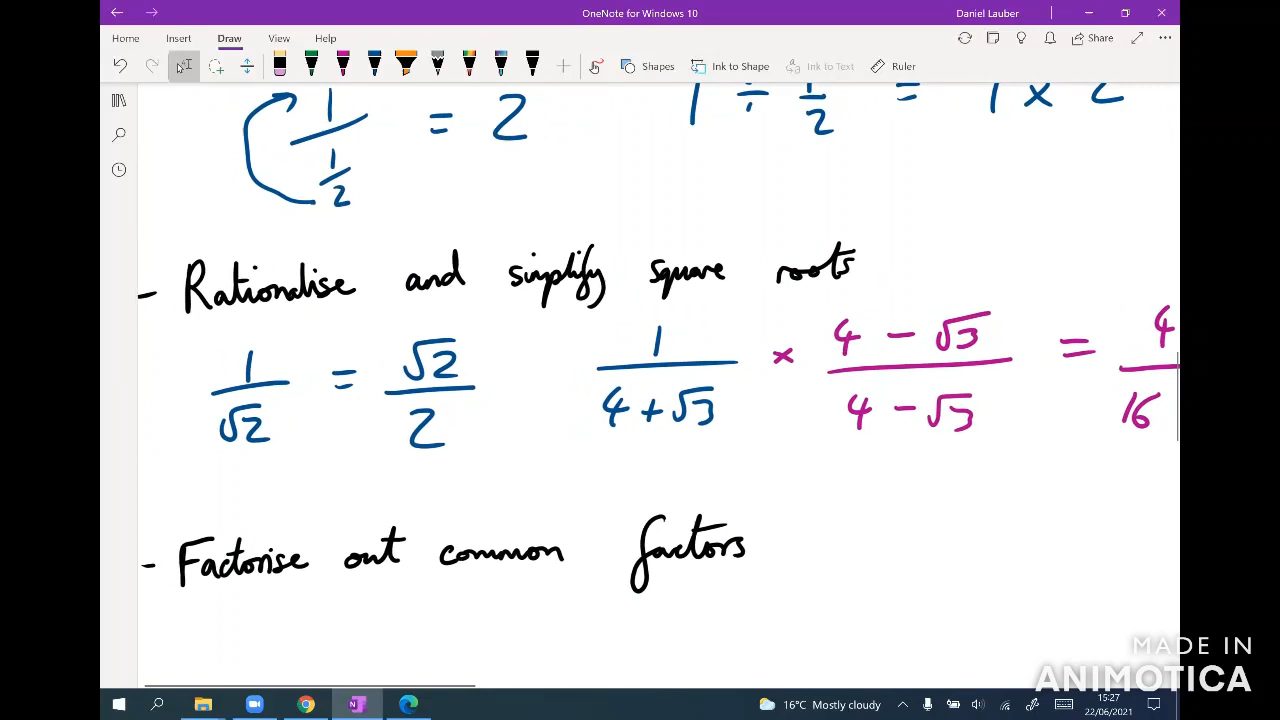 OneNote for Windows 10
Daniel Lauber
Home Insert Draw View Help
Share
Shapes Ink to Shape Ink to Text Ruler
1/(1/2) = 2
1 ÷ 1/2 = 1 × 2
- Rationalise and simplify square roots
1/√2 = √2/2
1/(4 + √3) × (4 - √3)/(4 - √3) = 4/16
- Factorise out common factors
MADE IN
ANIMOTICA
16°C Mostly cloudy
15:27
22/06/2021